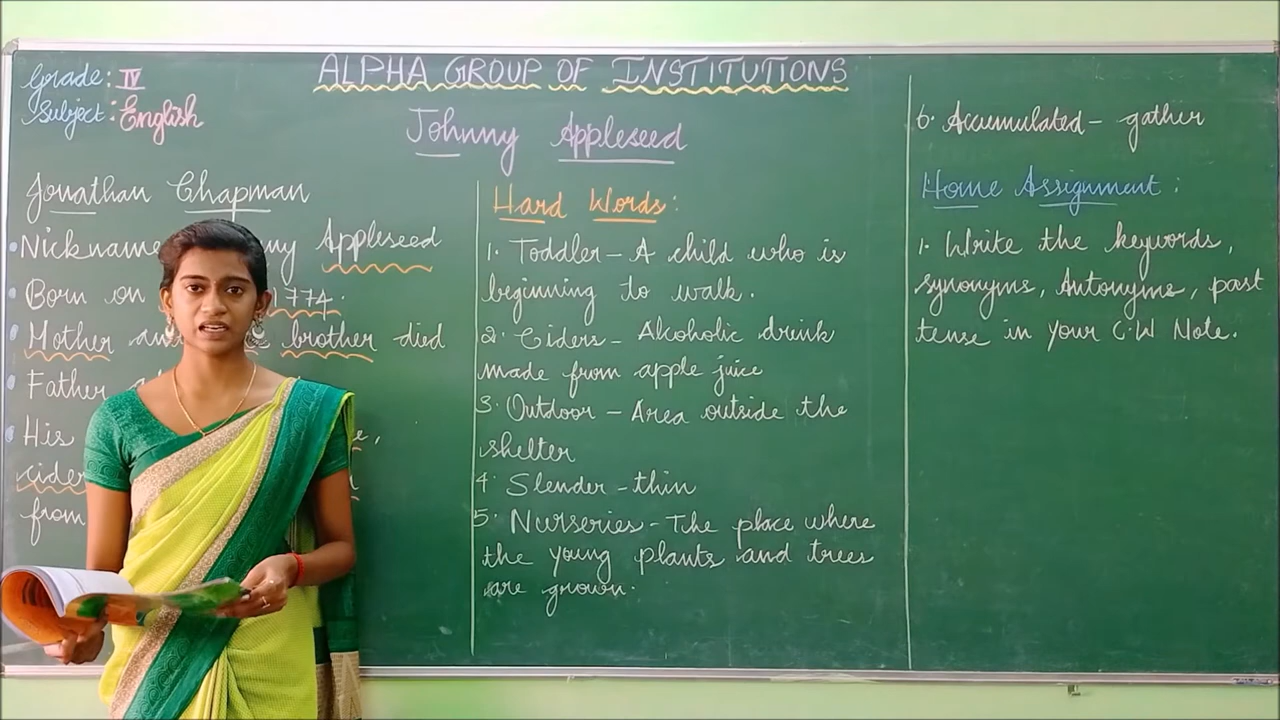 Grade: IV
Subject: English
ALPHA GROUP OF INSTITUTIONS
Johnny Appleseed
Jonathan Chapman
Nickname Appleseed
Born on 1774.
Mother brother died
Father
His
cider
from
Hard Words:
1. Toddler - A child who is
beginning to walk.
2. Ciders - Alcoholic drink
made from apple juice
3. Outdoor - Area outside the
shelter
4. Slender - thin
5. Nurseries - The place where
the young plants and trees
are grown.
6. Accumulated - gather
Home Assignment:
1. Write the keywords,
synonyms, Antonyms, past
tense in your C.W Note.